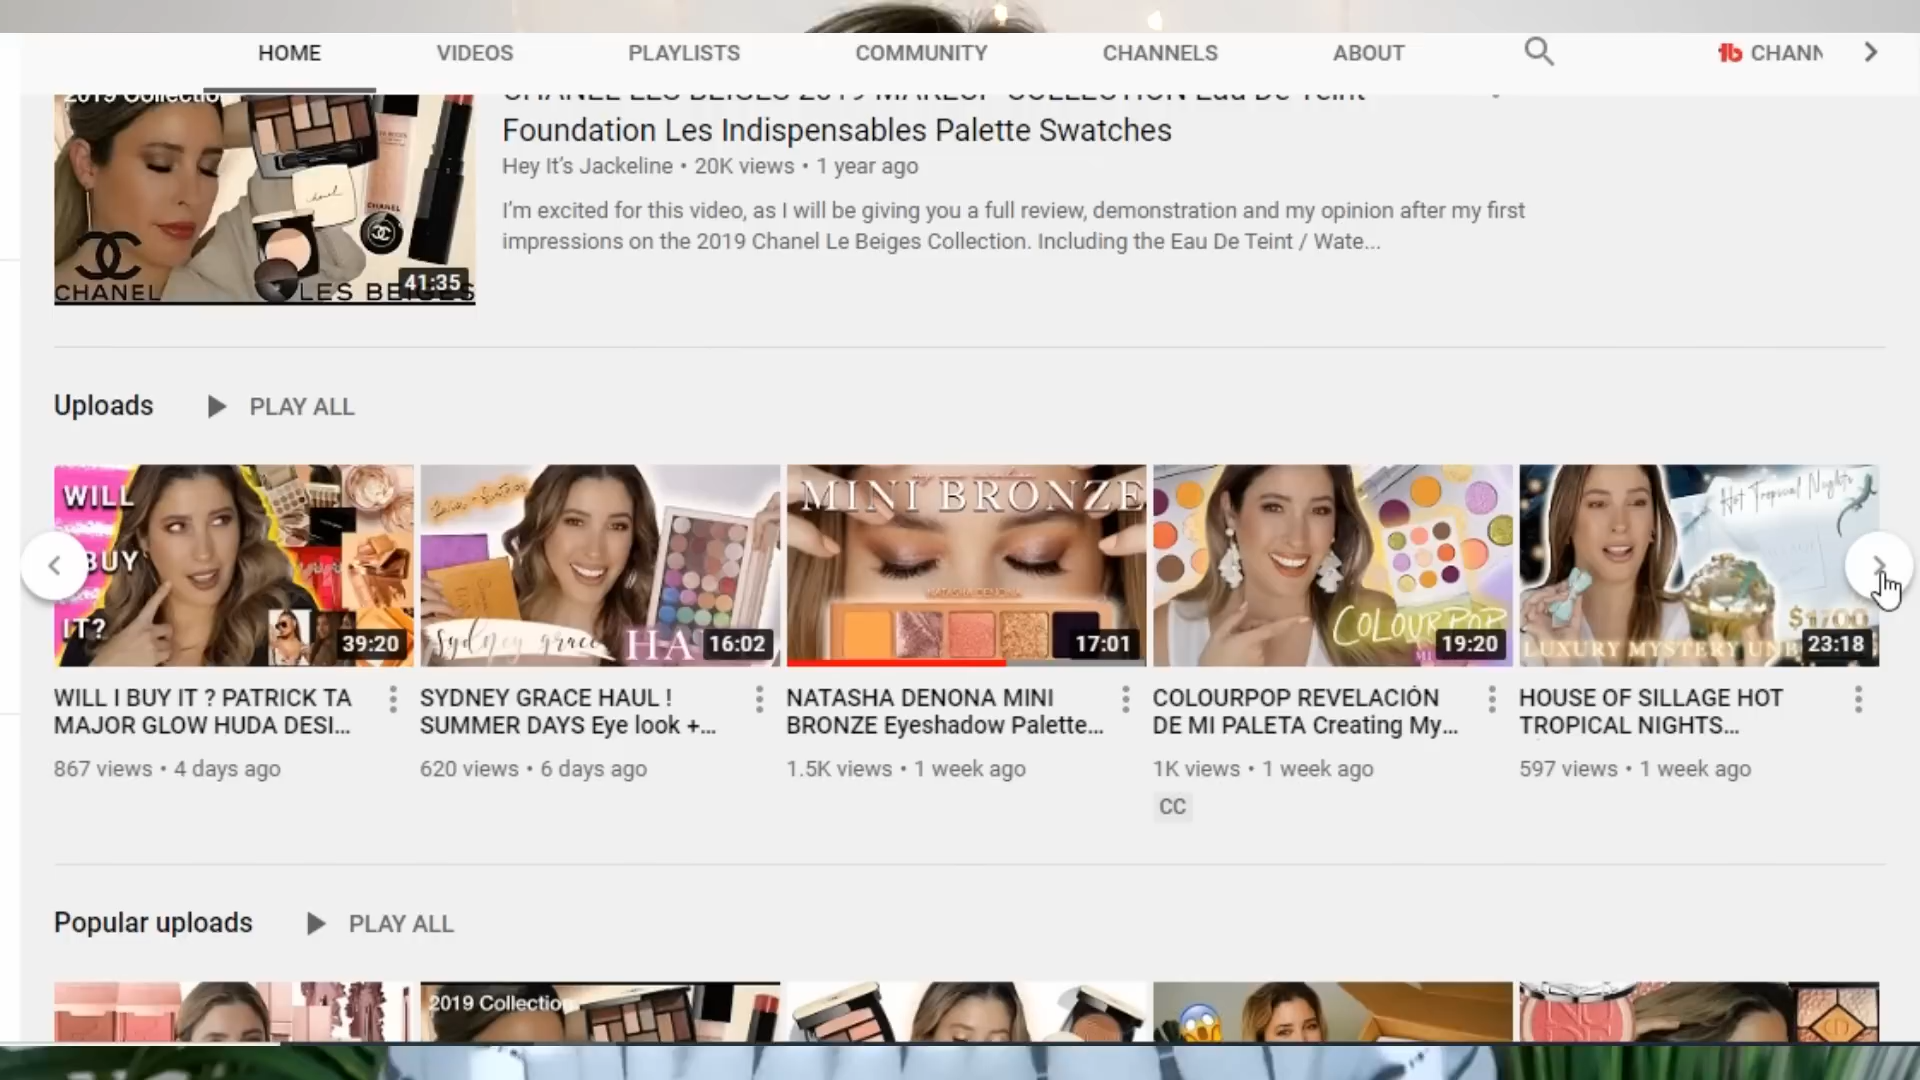 HOME VIDEOS PLAYLISTS COMMUNITY CHANNELS ABOUT CHANN
2019 Collection
CHANEL LES BEIGES 2019 MAKEUP COLLECTION Eau De Teint
Foundation Les Indispensables Palette Swatches
Hey It's Jackeline • 20K views • 1 year ago
I'm excited for this video, as I will be giving you a full review, demonstration and my opinion after my first
impressions on the 2019 Chanel Le Beiges Collection. Including the Eau De Teint / Wate...
CHANEL
CHANEL LES BEIGES
41:35
Uploads PLAY ALL
WILL
BUY
IT?
39:20
sydney grace
HA
16:02
MINI BRONZE
NATASHA DENONA
17:01
COLOURPOP
19:20
Hot Tropical Nights
$1700
LUXURY MYSTERY UNB
23:18
WILL I BUY IT ? PATRICK TA
MAJOR GLOW HUDA DESI...
867 views • 4 days ago
SYDNEY GRACE HAUL !
SUMMER DAYS Eye look +...
620 views • 6 days ago
NATASHA DENONA MINI
BRONZE Eyeshadow Palette...
1.5K views • 1 week ago
COLOURPOP REVELACIÓN
DE MI PALETA Creating My...
1K views • 1 week ago
CC
HOUSE OF SILLAGE HOT
TROPICAL NIGHTS...
597 views • 1 week ago
Popular uploads PLAY ALL
2019 Collection